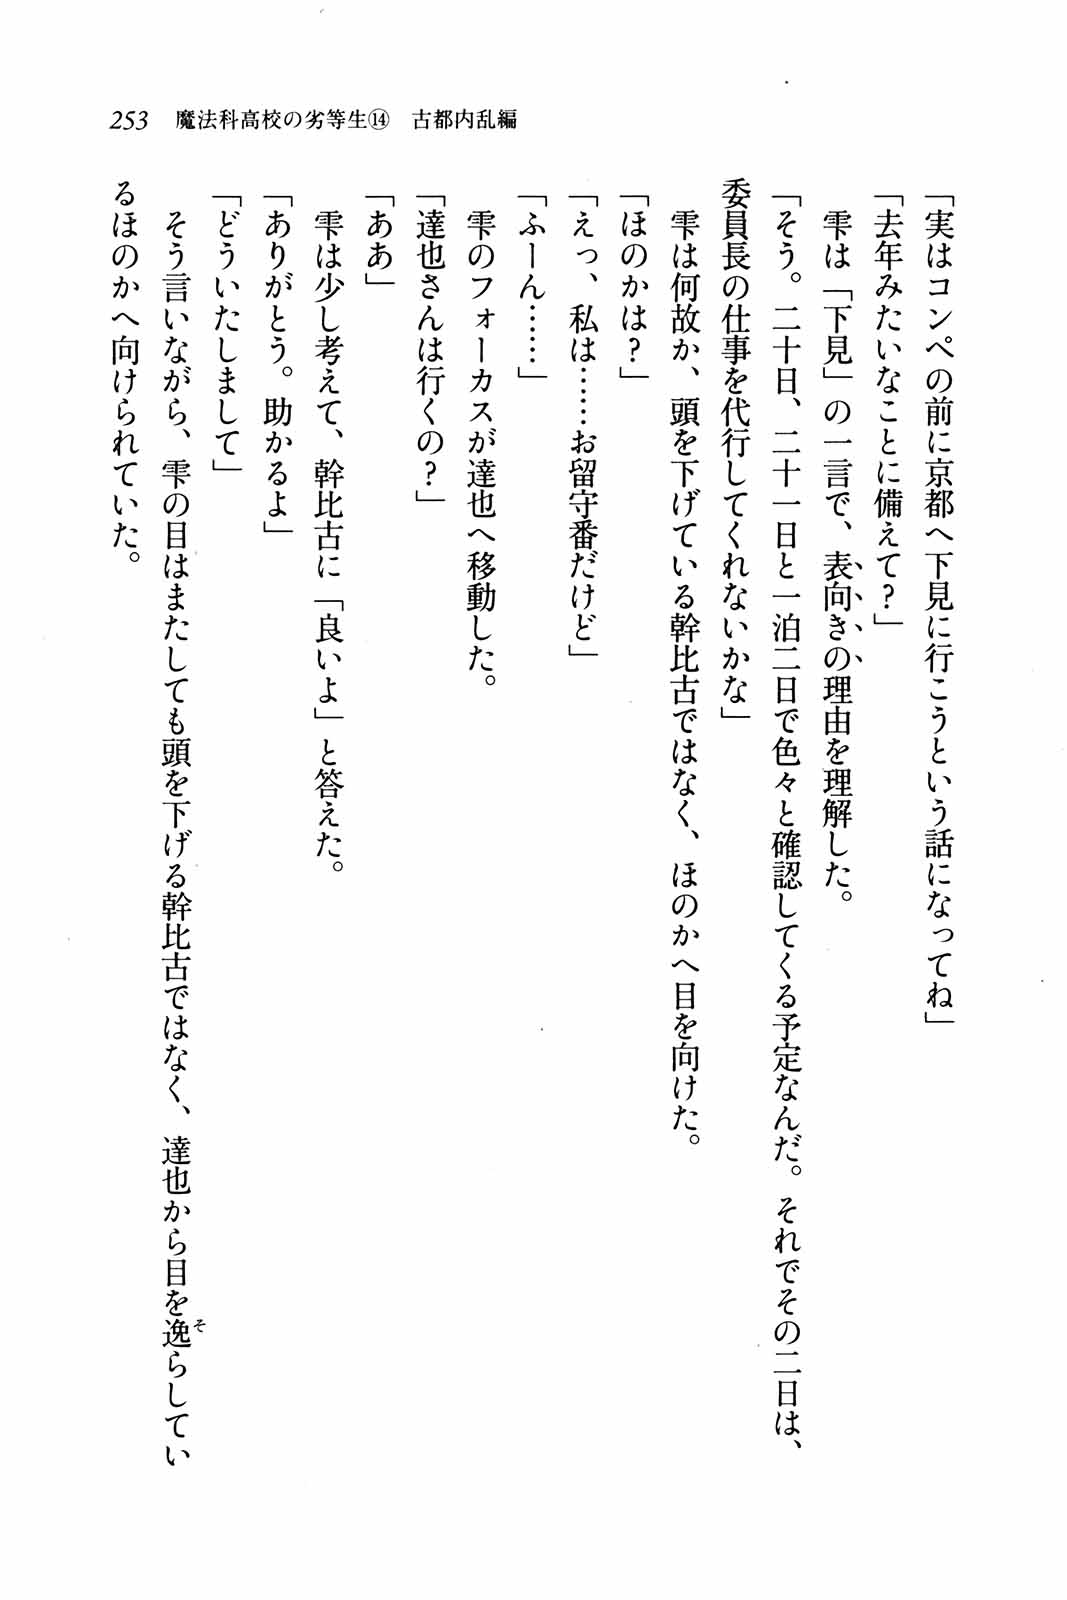 253 魔法科高校の劣等生⑭ 古都内乱編
「実はコンペの前に京都へ下見に行こうという話になってね」
「去年みたいなことに備えて?」
　雫は「下見」の一言で、表向きの理由を理解した。
「そう。二十日、二十一日と一泊二日で色々と確認してくる予定なんだ。それでその二日は、
委員長の仕事を代行してくれないかな」
　雫は何故か、頭を下げている幹比古ではなく、ほのかへ目を向けた。
「ほのかは?」
「えっ、私は……お留守番だけど」
「ふーん……」
　雫のフォーカスが達也へ移動した。
「達也さんは行くの?」
「ああ」
　雫は少し考えて、幹比古に「良いよ」と答えた。
「ありがとう。助かるよ」
「どういたしまして」
　そう言いながら、雫の目はまたしても頭を下げる幹比古ではなく、達也から目を逸そらしてい
るほのかへ向けられていた。